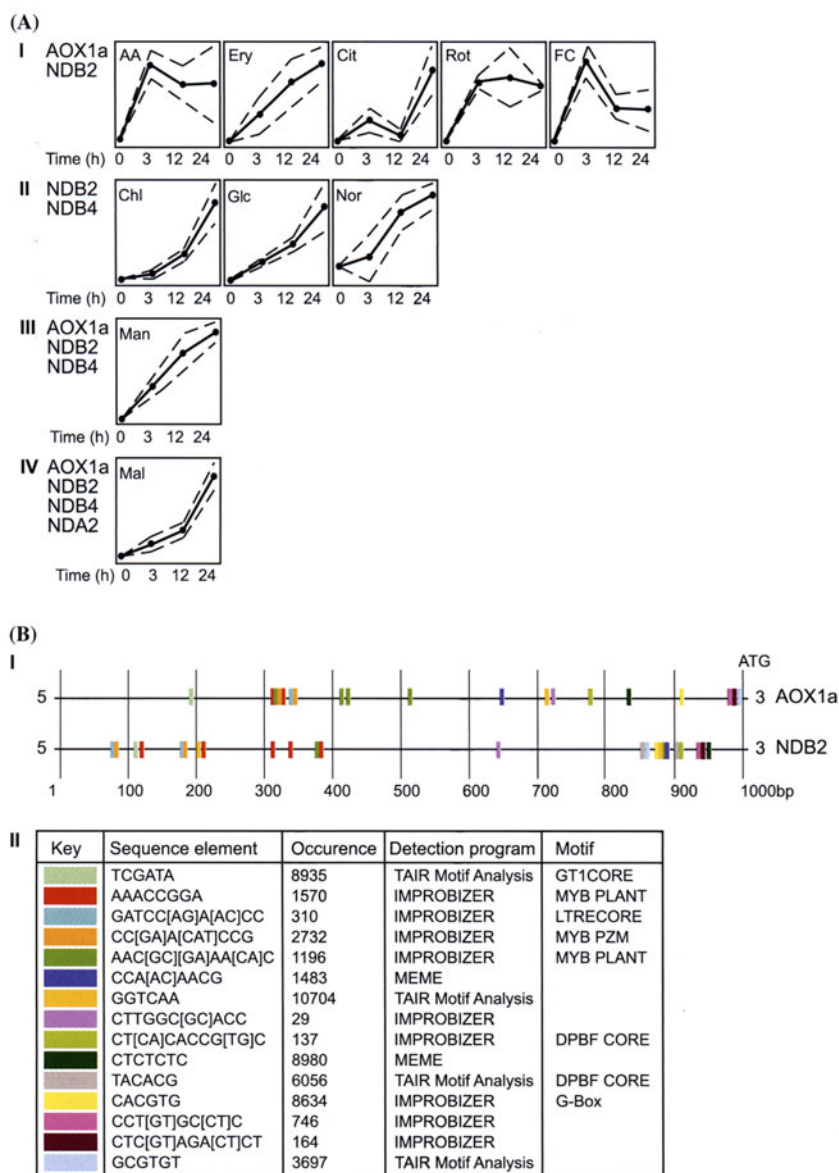 (A)
I AOX1a
NDB2
AA Ery Cit Rot FC
Time (h) 0 3 12 24 0 3 12 24 0 3 12 24 0 3 12 24 0 3 12 24
II NDB2
NDB4
Chl Glc Nor
Time (h) 0 3 12 24 0 3 12 24 0 3 12 24
III AOX1a
NDB2
NDB4
Man
Time (h) 0 3 12 24
IV AOX1a
NDB2
NDB4
NDA2
Mal
Time (h) 0 3 12 24
(B)
I ATG
5 3 AOX1a
5 3 NDB2
1 100 200 300 400 500 600 700 800 900 1000bp
II
Key Sequence element Occurence Detection program Motif
TCGATA 8935 TAIR Motif Analysis GT1CORE
AAACCGGA 1570 IMPROBIZER MYB PLANT
GATCC[AG]A[AC]CC 310 IMPROBIZER LTRECORE
CC[GA]A[CAT]CCG 2732 IMPROBIZER MYB PZM
AAC[GC][GA]AA[CA]C 1196 IMPROBIZER MYB PLANT
CCA[AC]AACG 1483 MEME
GGTCAA 10704 TAIR Motif Analysis
CTTGGC[GC]ACC 29 IMPROBIZER
CT[CA]CACCG[TG]C 137 IMPROBIZER DPBF CORE
CTCTCTC 8980 MEME
TACACG 6056 TAIR Motif Analysis DPBF CORE
CACGTG 8634 IMPROBIZER G-Box
CCT[GT]GC[CT]C 746 IMPROBIZER
CTC[GT]AGA[CT]CT 164 IMPROBIZER
GCGTGT 3697 TAIR Motif Analysis